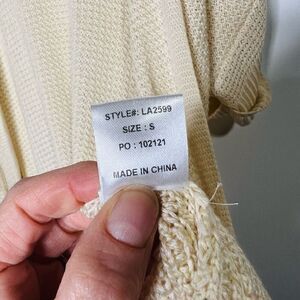 STYLE#: LA2599
SIZE : S
PO : 102121
MADE IN CHINA